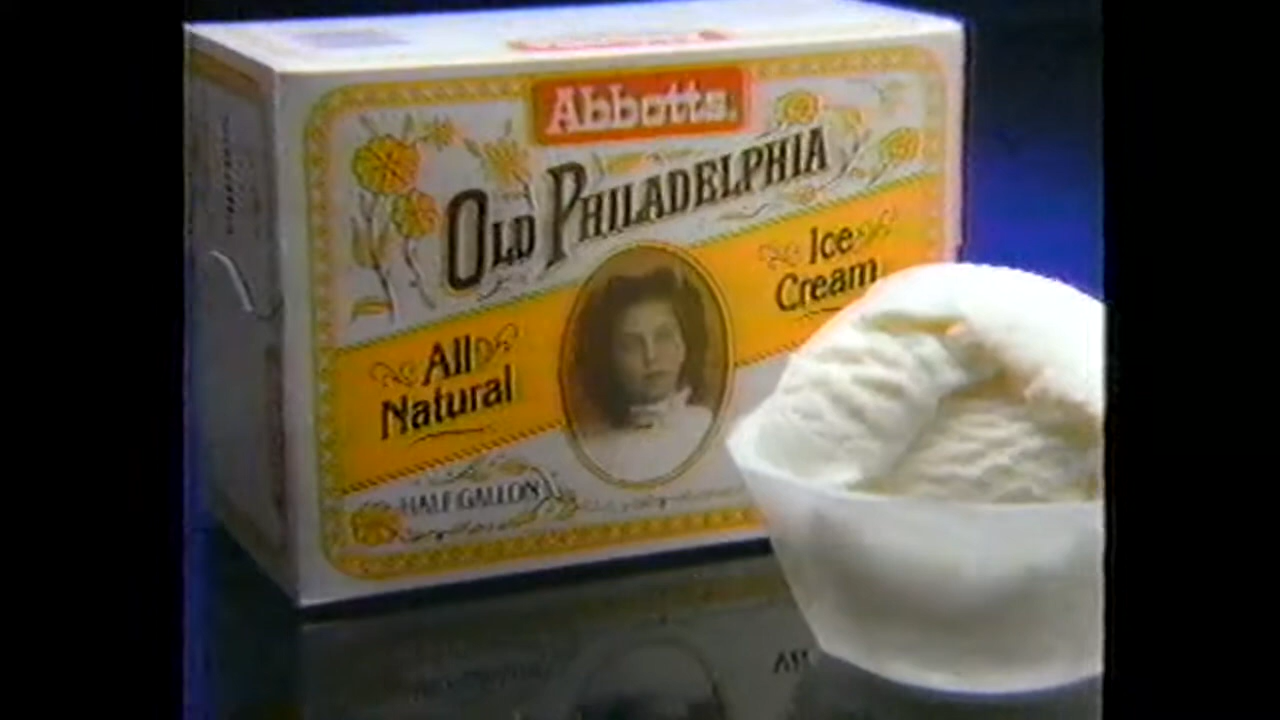 Abbotts.
OLD PHILADELPHIA
Ice
Cream
All
Natural
HALF GALLON